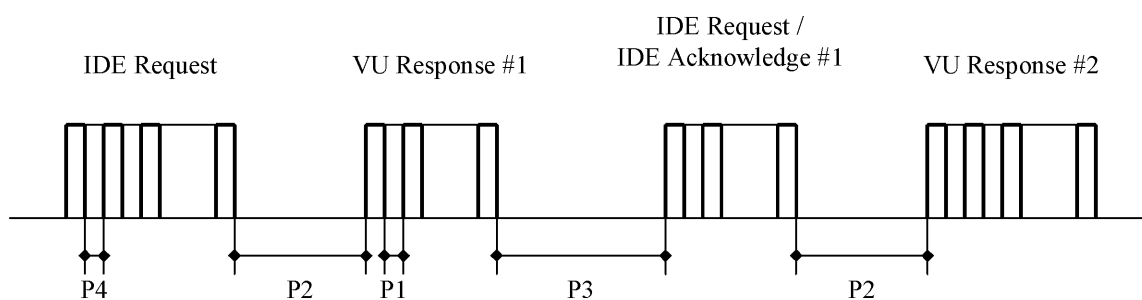 IDE Request
VU Response #1
IDE Request /
IDE Acknowledge #1
VU Response #2
P4
P2
P1
P3
P2